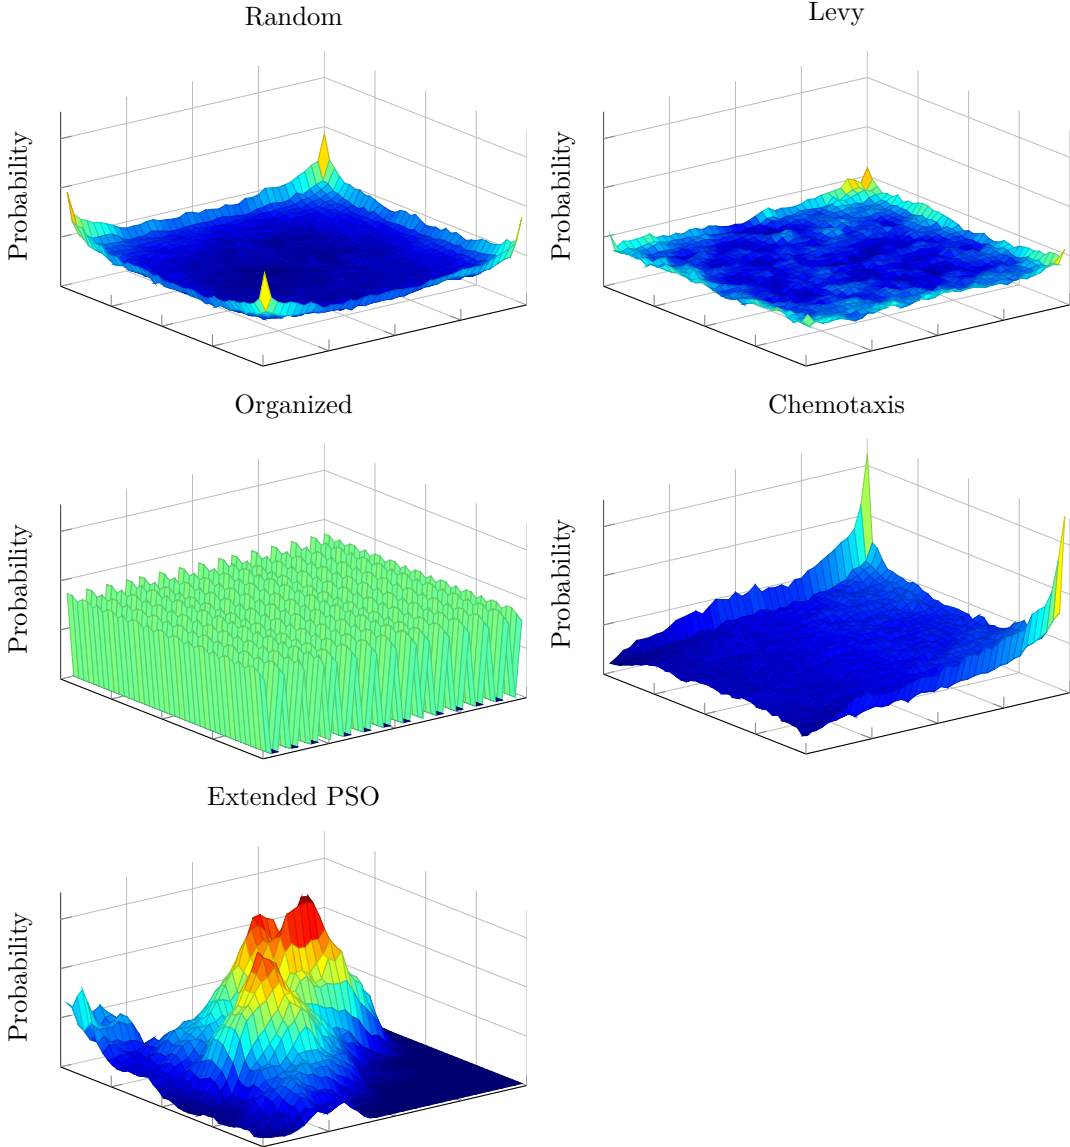 Random
Levy
Probability
Probability
Organized
Chemotaxis
Probability
Probability
Extended PSO
Probability